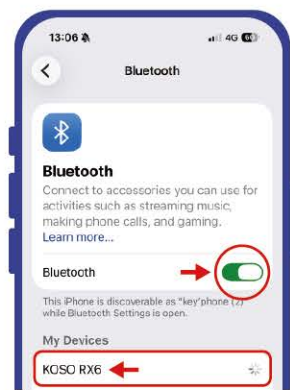 13:06
4G 60
Bluetooth
Bluetooth
Connect to accessories you can use for
activities such as streaming music,
making phone calls, and gaming.
Learn more...
Bluetooth
This iPhone is discoverable as "key'phone (2)
while Bluetooth Settings is open.
My Devices
KOSO RX6